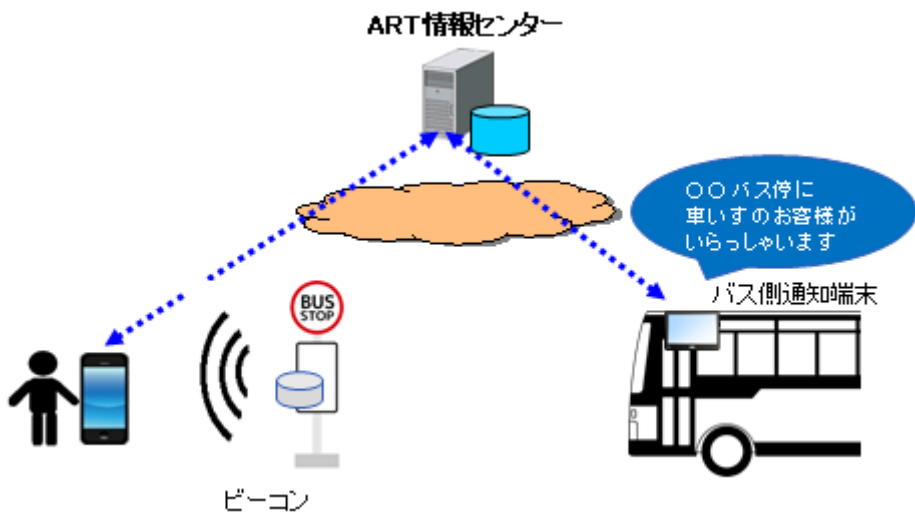 ART情報センター
〇〇バス停に
車いすのお客様が
いらっしゃいます
バス側通知端末
BUS
STOP
ビーコン